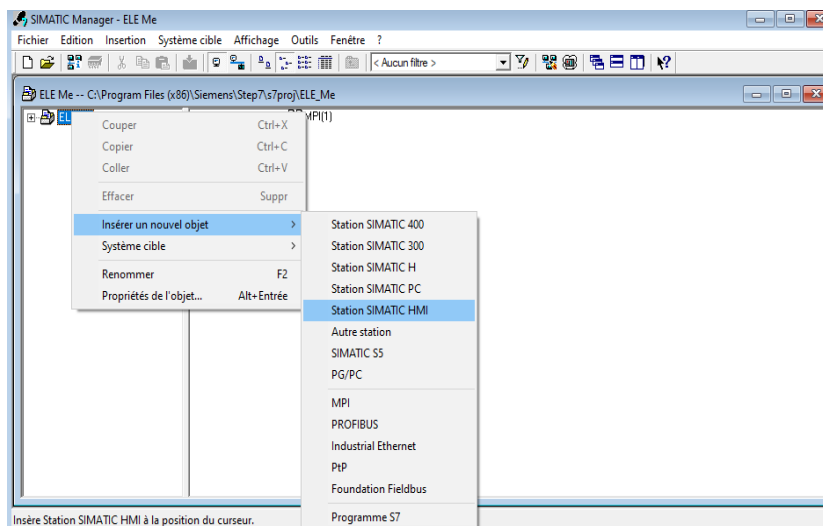 SIMATIC Manager - ELE Me
Fichier Edition Insertion Système cible Affichage Outils Fenêtre ?
< Aucun filtre >
ELE Me -- C:\Program Files (x86)\Siemens\Step7\s7proj\ELE_Me
EL
MPI(1)
Couper Ctrl+X
Copier Ctrl+C
Coller Ctrl+V
Effacer Suppr
Insérer un nouvel objet >
Système cible >
Renommer F2
Propriétés de l'objet... Alt+Entrée
Station SIMATIC 400
Station SIMATIC 300
Station SIMATIC H
Station SIMATIC PC
Station SIMATIC HMI
Autre station
SIMATIC S5
PG/PC
MPI
PROFIBUS
Industrial Ethernet
PtP
Foundation Fieldbus
Programme S7
Insère Station SIMATIC HMI à la position du curseur.